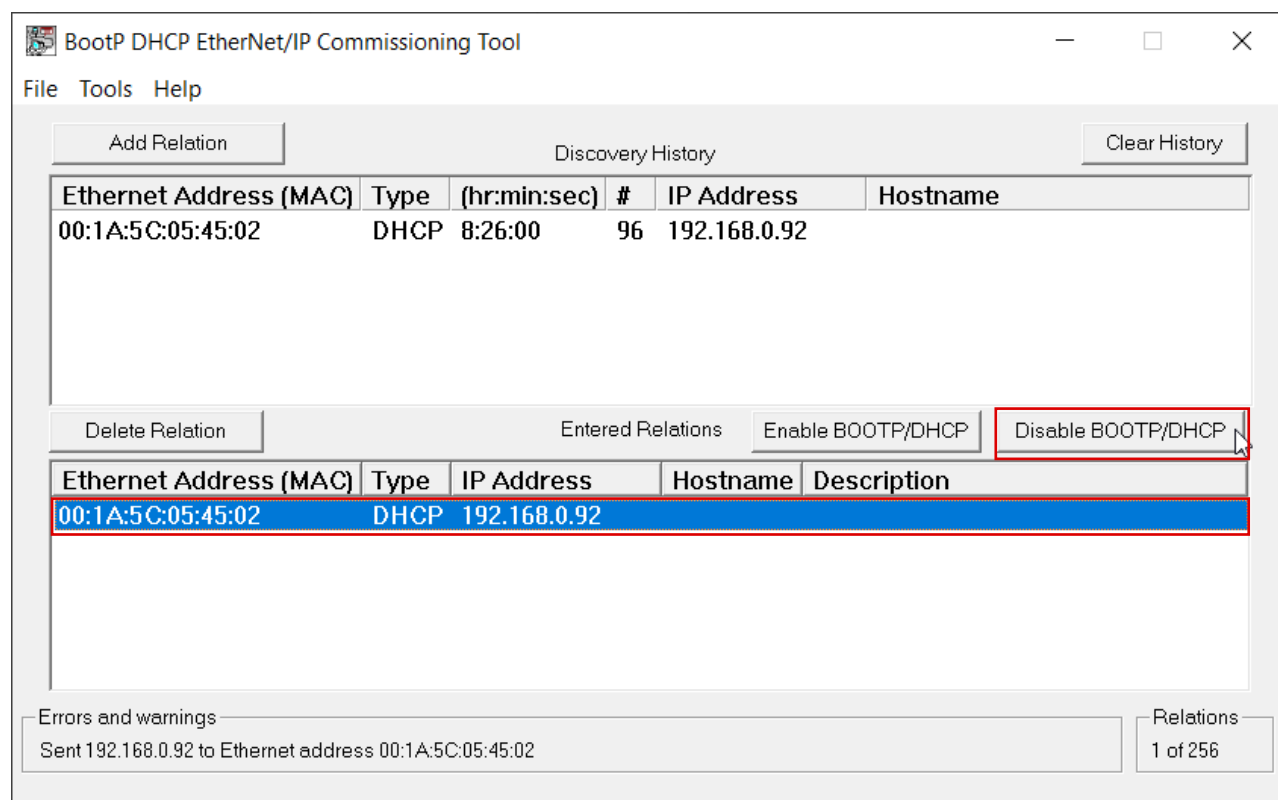 BootP DHCP EtherNet/IP Commissioning Tool
File Tools Help
Add Relation Discovery History Clear History
Ethernet Address (MAC) Type (hr:min:sec) # IP Address Hostname
00:1A:5C:05:45:02 DHCP 8:26:00 96 192.168.0.92
Delete Relation Entered Relations Enable BOOTP/DHCP Disable BOOTP/DHCP
Ethernet Address (MAC) Type IP Address Hostname Description
00:1A:5C:05:45:02 DHCP 192.168.0.92
Errors and warnings Relations
Sent 192.168.0.92 to Ethernet address 00:1A:5C:05:45:02 1 of 256